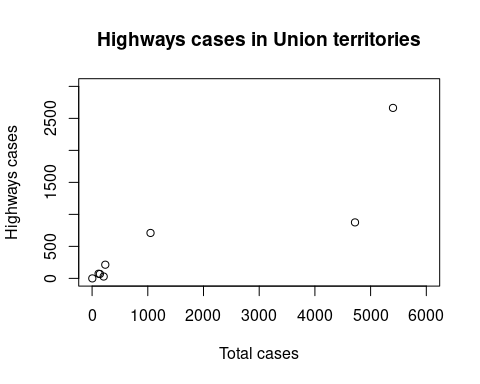 Highways cases in Union territories
Highways cases
2500
1500
500
0
0 1000 2000 3000 4000 5000 6000
Total cases